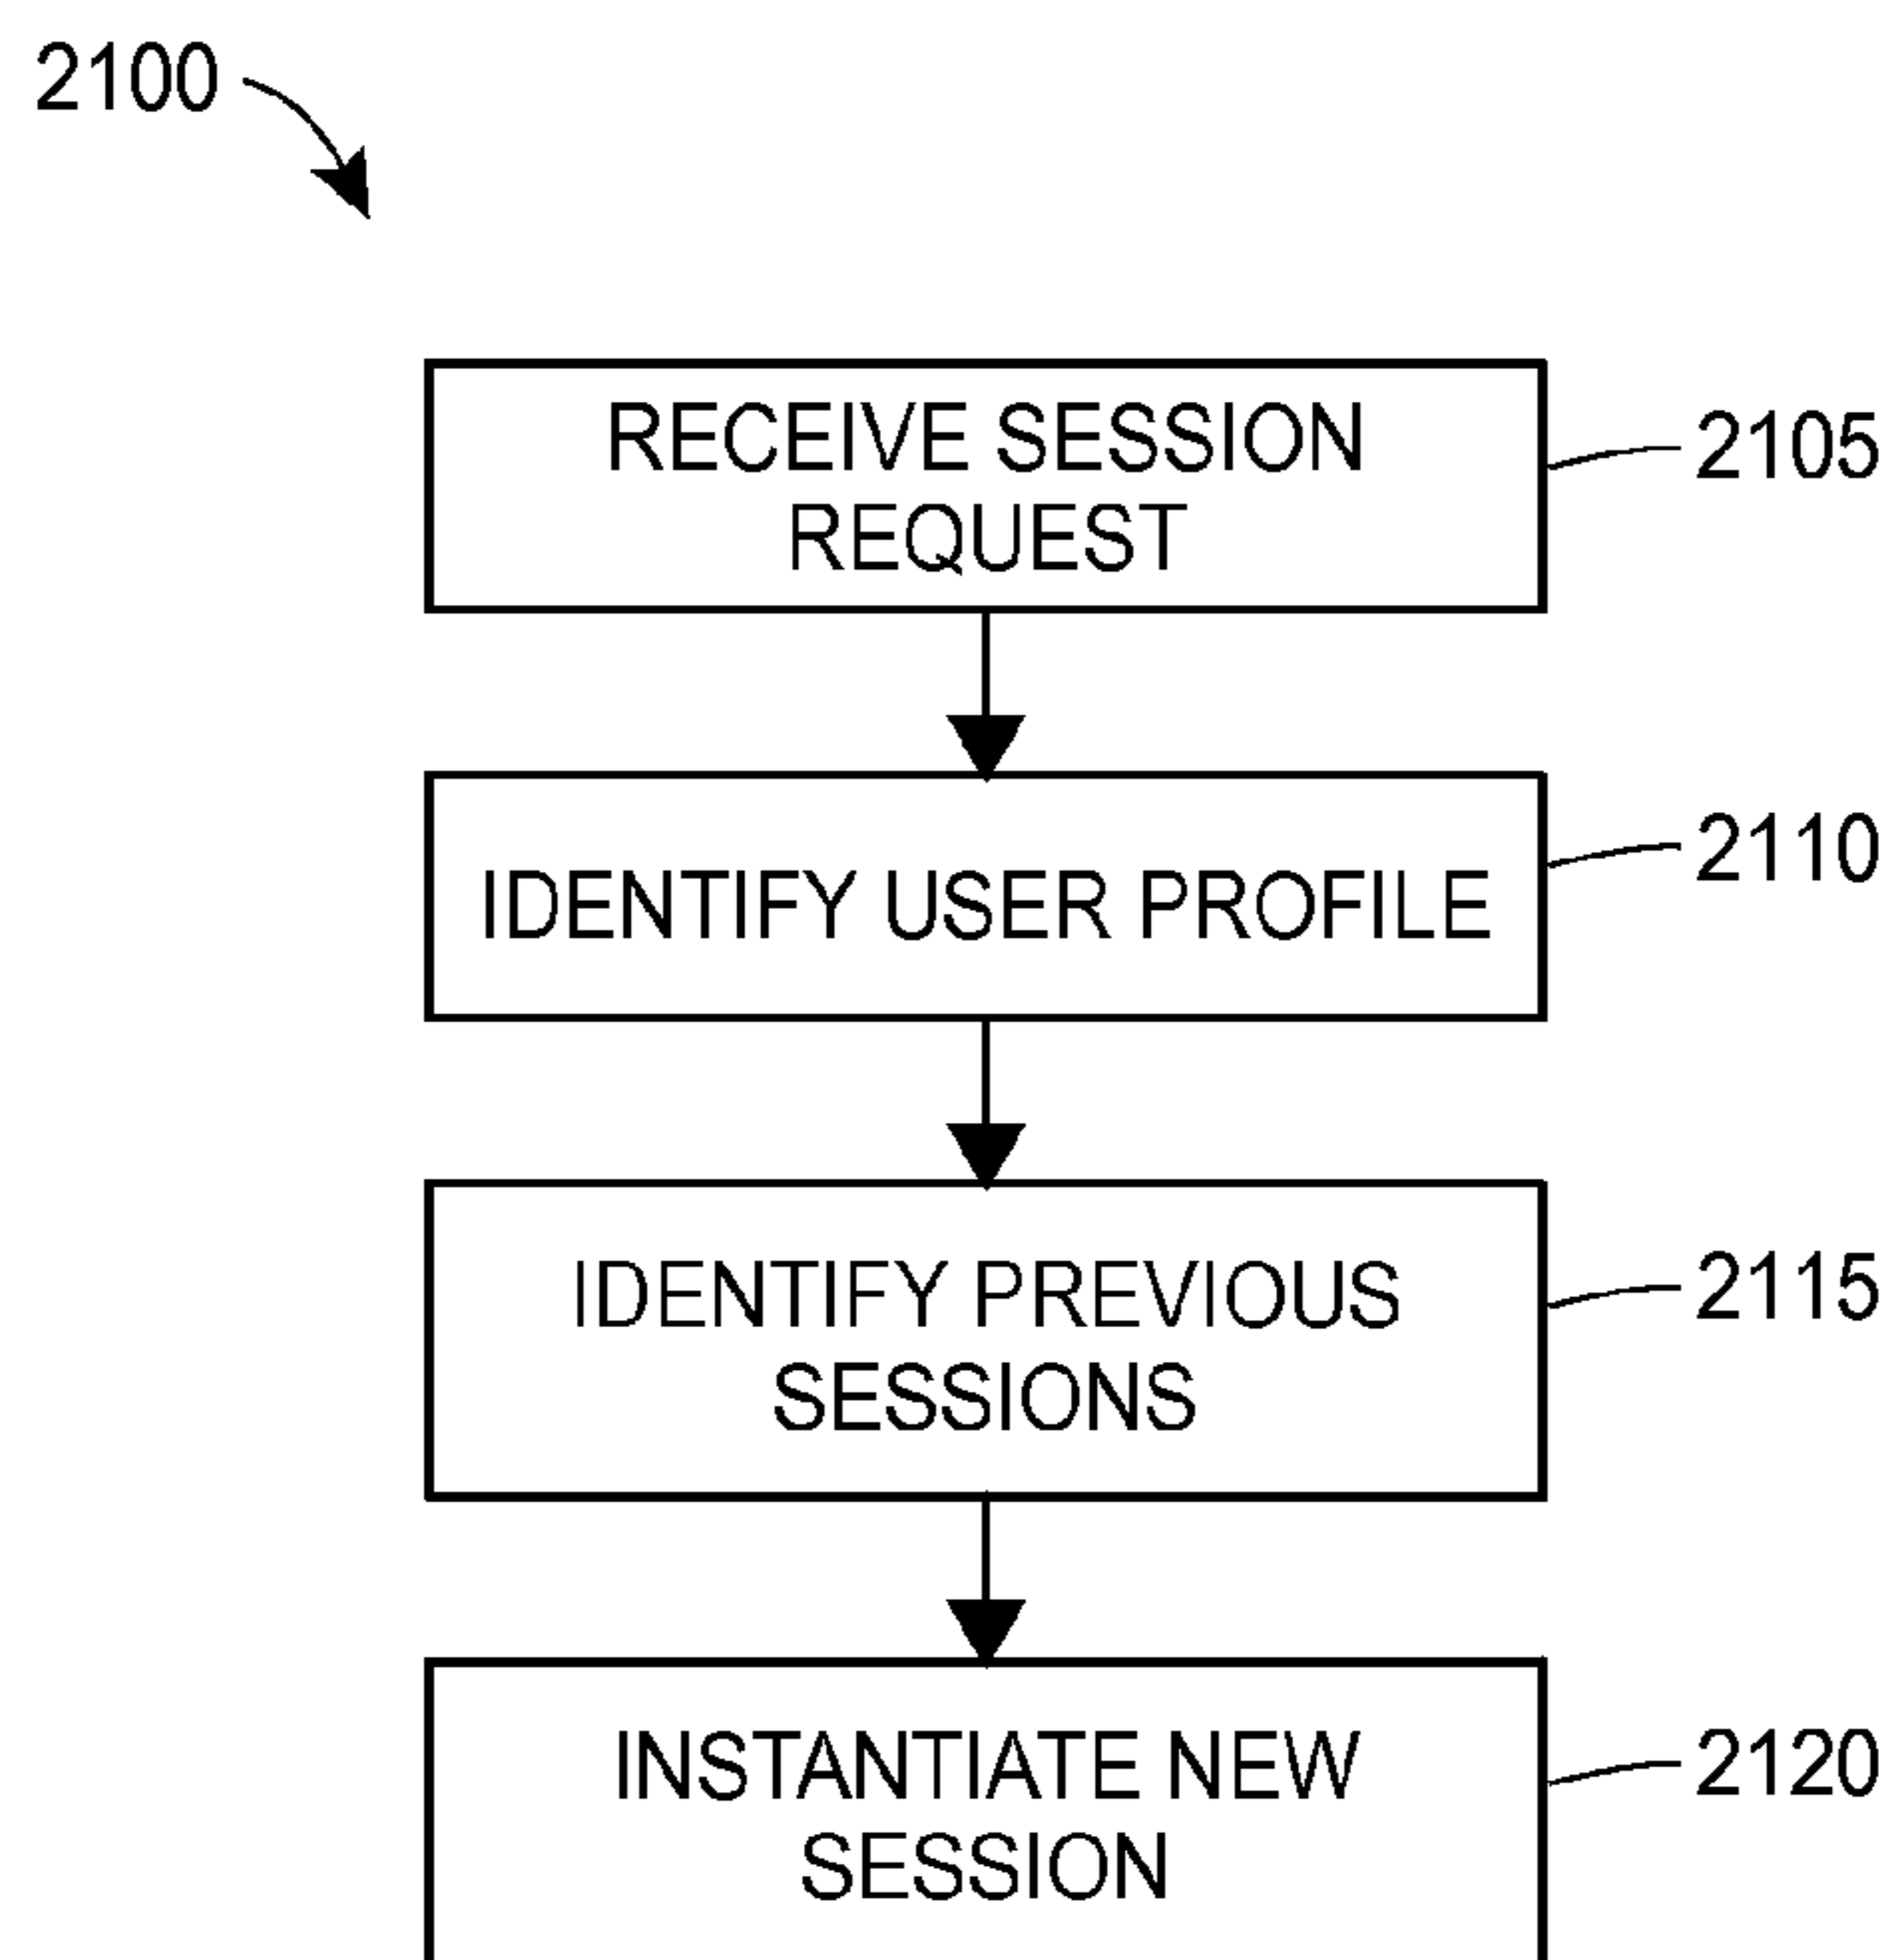 2100
RECEIVE SESSION
REQUEST
2105
IDENTIFY USER PROFILE
2110
IDENTIFY PREVIOUS
SESSIONS
2115
INSTANTIATE NEW
SESSION
2120